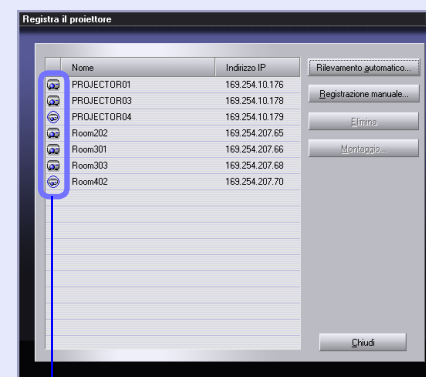 Registra il proiettore
Nome Indirizzo IP
PROJECTOR01 169.254.10.176
PROJECTOR03 169.254.10.178
PROJECTOR04 169.254.10.179
Room202 169.254.207.65
Room301 169.254.207.66
Room303 169.254.207.68
Room402 169.254.207.70
Rilevamento automatico...
Registrazione manuale...
Elimina
Montaggio...
Chiudi